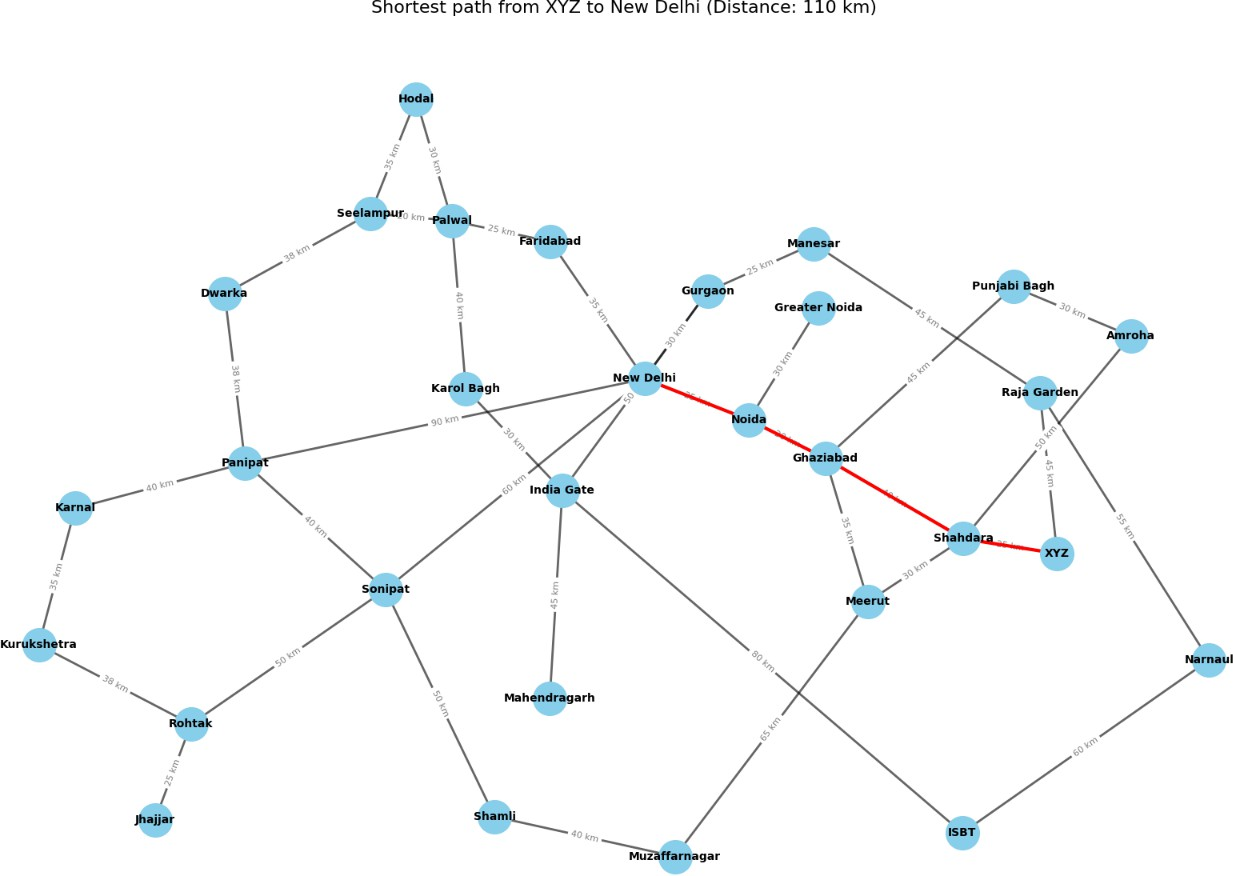 Shortest path from XYZ to New Delhi (Distance: 110 km)
Hodal
35 km
30 km
Seelampur
Palwal
25 km
Faridabad
Manesar
38 km
25 km
Punjabi Bagh
Dwarka
Gurgaon
Greater Noida
30 km
40 km
35 km
45 km
Amroha
30 km
30 km
38 km
45 km
New Delhi
Karol Bagh
Raja Garden
50
Noida
90 km
30 km
50 km
Ghaziabad
Panipat
45 km
40 km
60 km
India Gate
Karnal
40 km
35 km
55 km
Shahdara
XYZ
30 km
35 km
Sonipat
45 km
Meerut
Kurukshetra
50 km
80 km
Narnaul
38 km
50 km
Mahendragarh
Rohtak
65 km
60 km
25 km
Shamli
Jhajjar
40 km
ISBT
Muzaffarnagar